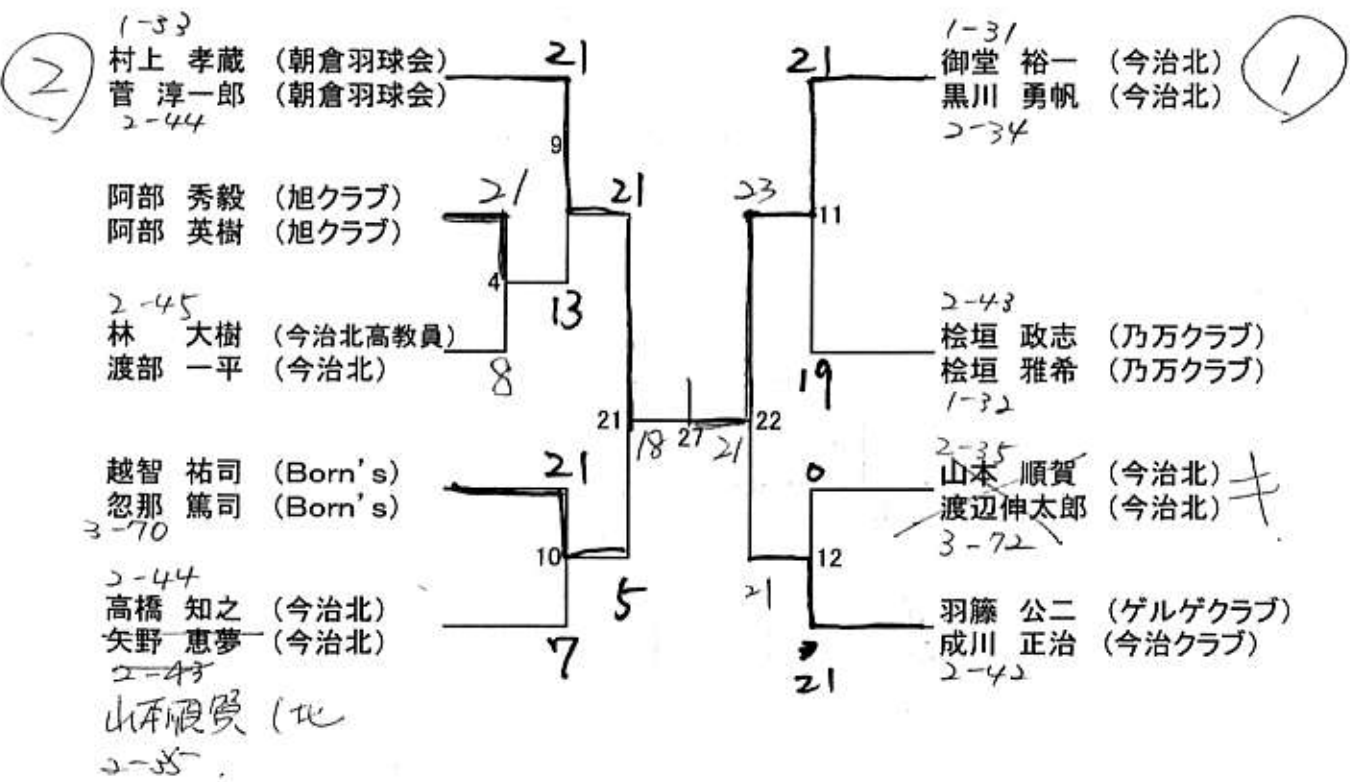 1-33
② 村上 孝蔵 (朝倉羽球会)
菅 淳一郎 (朝倉羽球会)
2-44
阿部 秀毅 (旭クラブ)
阿部 英樹 (旭クラブ)
2-45
林 大樹 (今治北高教員)
渡部 一平 (今治北)
越智 祐司 (Born's)
忽那 篤司 (Born's)
3-70
2-44
高橋 知之 (今治北)
矢野 恵夢 (今治北)
2-43
山本順賢 (北
2-35
21
9
21
21
4
13
8
21
18
27
1
21
22
21
10
5
7
21
23
11
19
0
12
21
21
1-31
御堂 裕一 (今治北) ①
黒川 勇帆 (今治北)
2-34
2-43
桧垣 政志 (乃万クラブ)
桧垣 雅希 (乃万クラブ)
1-32
2-35
山本 順賀 (今治北)
渡辺伸太郎 (今治北) キ
3-72
羽藤 公二 (ゲルゲクラブ)
成川 正治 (今治クラブ)
2-42